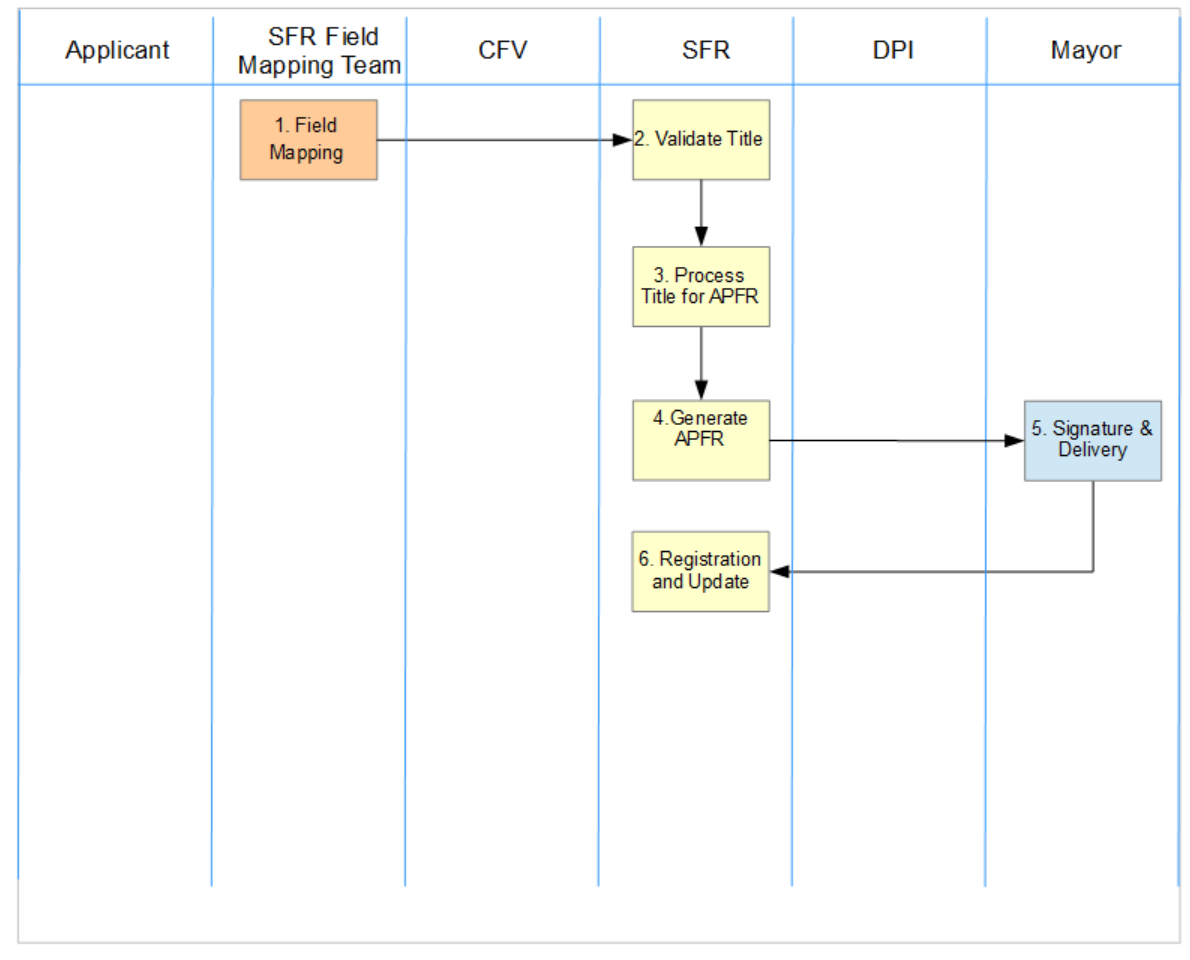 Applicant
SFR Field
Mapping Team
CFV
SFR
DPI
Mayor
1. Field
Mapping
2. Validate Title
3. Process
Title for APFR
4.Generate
APFR
5. Signature &
Delivery
6. Registration
and Update